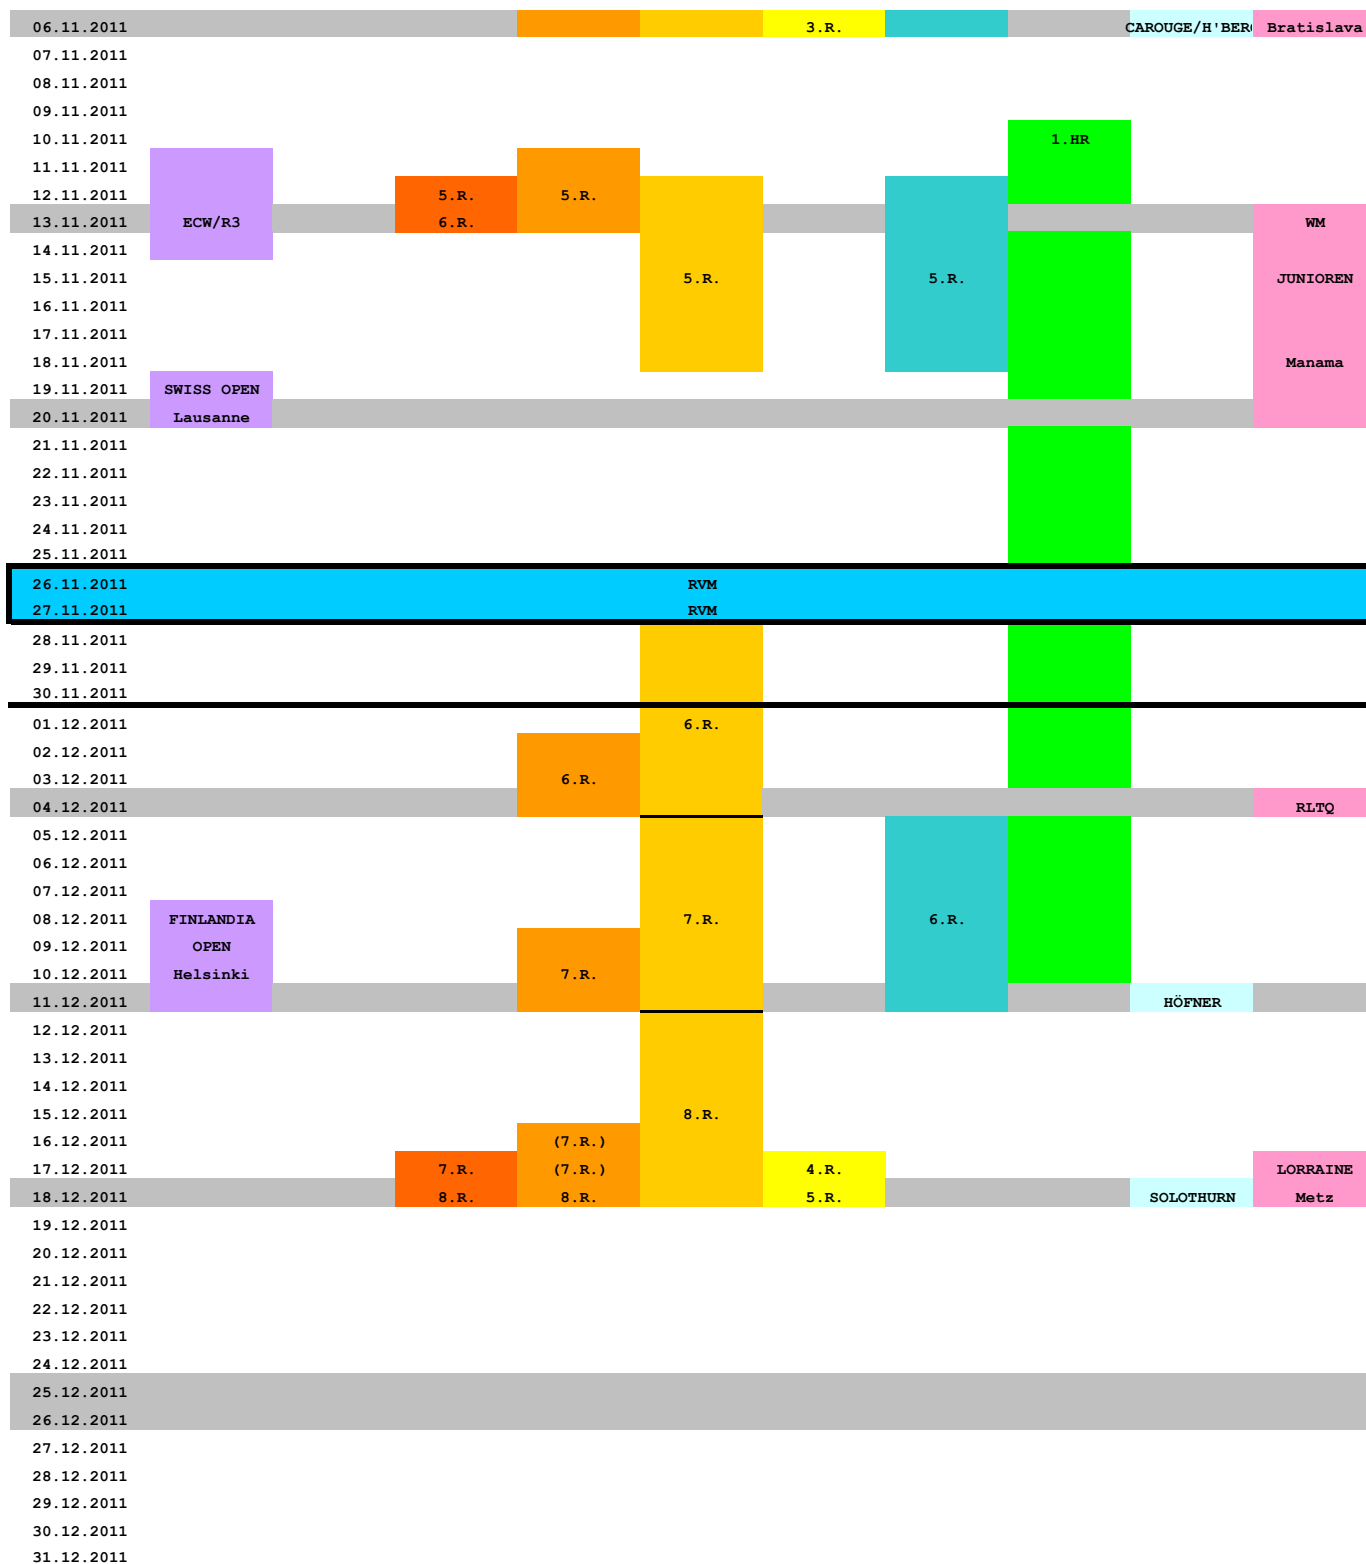 06.11.2011 3.R. CAROUGE/H'BER Bratislava
07.11.2011
08.11.2011
09.11.2011
10.11.2011 1.HR
11.11.2011
12.11.2011 5.R. 5.R.
13.11.2011 ECW/R3 6.R. WM
14.11.2011
15.11.2011 5.R. 5.R. JUNIOREN
16.11.2011
17.11.2011
18.11.2011 Manama
19.11.2011 SWISS OPEN
20.11.2011 Lausanne
21.11.2011
22.11.2011
23.11.2011
24.11.2011
25.11.2011
26.11.2011 RVM
27.11.2011 RVM
28.11.2011
29.11.2011
30.11.2011
01.12.2011 6.R.
02.12.2011
03.12.2011 6.R.
04.12.2011 RLTQ
05.12.2011
06.12.2011
07.12.2011
08.12.2011 FINLANDIA 7.R. 6.R.
09.12.2011 OPEN
10.12.2011 Helsinki 7.R.
11.12.2011 HÖFNER
12.12.2011
13.12.2011
14.12.2011
15.12.2011 8.R.
16.12.2011 (7.R.)
17.12.2011 7.R. (7.R.) 4.R. LORRAINE
18.12.2011 8.R. 8.R. 5.R. SOLOTHURN Metz
19.12.2011
20.12.2011
21.12.2011
22.12.2011
23.12.2011
24.12.2011
25.12.2011
26.12.2011
27.12.2011
28.12.2011
29.12.2011
30.12.2011
31.12.2011